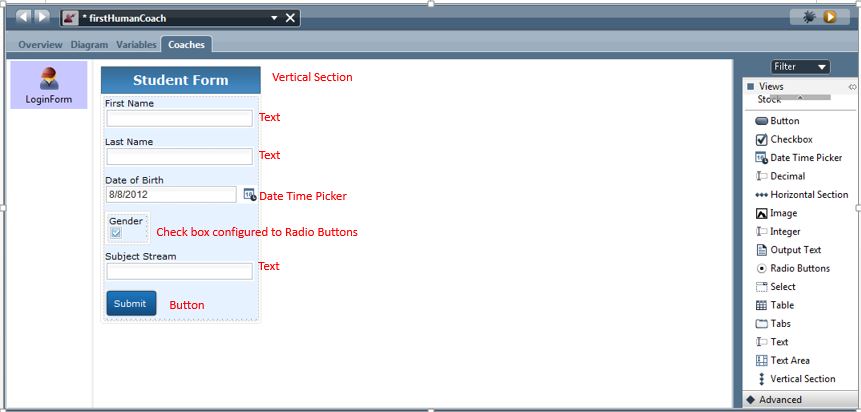 * firstHumanCoach
Overview Diagram Variables Coaches
LoginForm
Student Form
Vertical Section
First Name
Text
Last Name
Text
Date of Birth
8/8/2012
Date Time Picker
Gender
Check box configured to Radio Buttons
Subject Stream
Text
Submit
Button
Filter
Views
Stock
Button
Checkbox
Date Time Picker
Decimal
Horizontal Section
Image
Integer
Output Text
Radio Buttons
Select
Table
Tabs
Text
Text Area
Vertical Section
Advanced